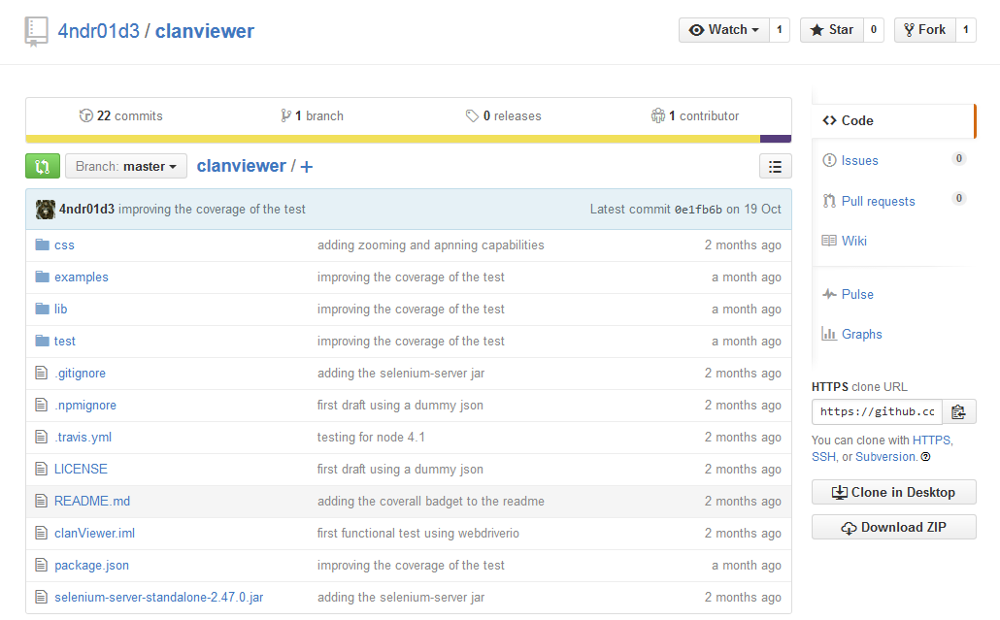 4ndr01d3 / clanviewer
Watch 1 Star 0 Fork 1
22 commits 1 branch 0 releases 1 contributor
Branch: master clanviewer / +
4ndr01d3 improving the coverage of the test Latest commit 0e1fb6b on 19 Oct
css adding zooming and apnning capabilities 2 months ago
examples improving the coverage of the test a month ago
lib improving the coverage of the test a month ago
test improving the coverage of the test a month ago
.gitignore adding the selenium-server jar 2 months ago
.npmignore first draft using a dummy json 2 months ago
.travis.yml testing for node 4.1 2 months ago
LICENSE first draft using a dummy json 2 months ago
README.md adding the coverall badget to the readme 2 months ago
clanViewer.iml first functional test using webdriverio 2 months ago
package.json improving the coverage of the test a month ago
selenium-server-standalone-2.47.0.jar adding the selenium-server jar 2 months ago
Code
Issues 0
Pull requests 0
Wiki
Pulse
Graphs
HTTPS clone URL
https://github.cc
You can clone with HTTPS,
SSH, or Subversion.
Clone in Desktop
Download ZIP